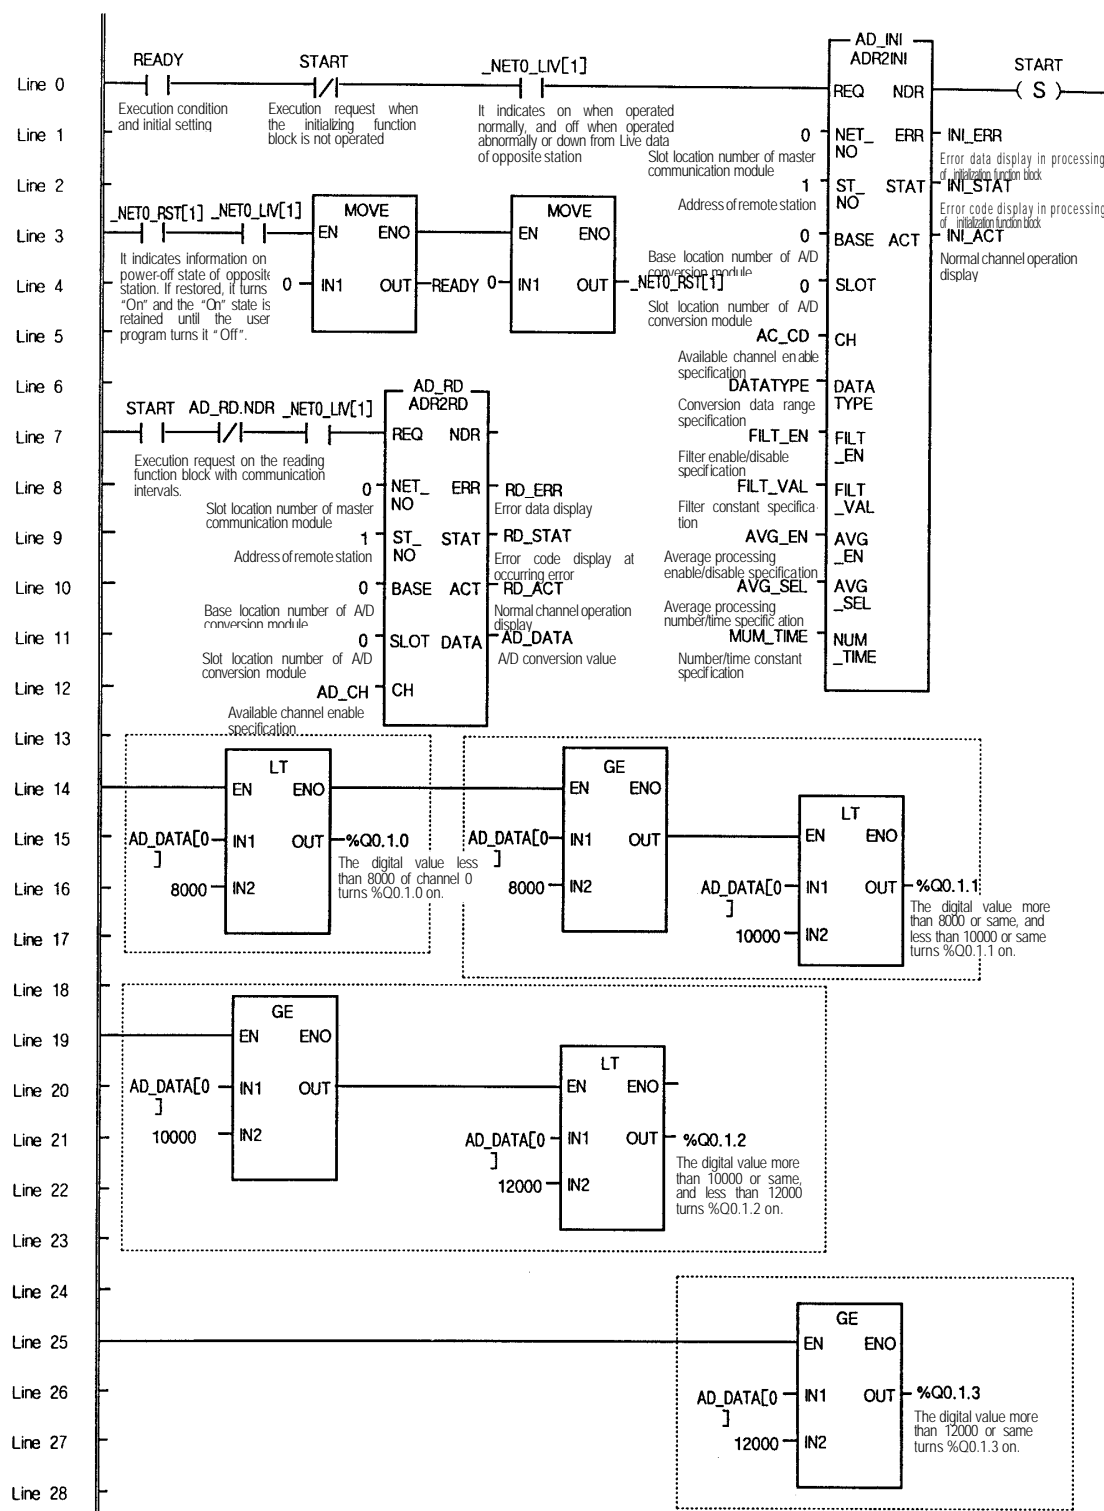 AD_INI
ADR2INI
READY
START
_NET0_LIV[1]
START
Line 0
REQ NDR
( S )
Execution condition
and initial setting
Execution request when
the initializing function
block is not operated
It indicates on when operated
normally, and off when operated
abnormally or down from Live data
of opposite station
Line 1
0
NET_
NO
ERR
INI_ERR
Slot location number of master
communication module
Error data display in processing
of initialization function block
Line 2
1
ST_
NO
STAT
INI_STAT
Address of remote station
Error code display in processing
of initialization function block
_NET0_RST[1]
_NET0_LIV[1]
MOVE
MOVE
Line 3
EN ENO
EN ENO
0
BASE ACT
INI_ACT
It indicates information on
power-off state of opposite
station. If restored, it turns
"On" and the "On" state is
retained until the user
program turns it "Off".
Base location number of A/D
conversion module
Normal channel operation
display
Line 4
0
IN1 OUT
READY
0
IN1 OUT
_NET0_RST[1]
0
SLOT
Slot location number of A/D
conversion module
Line 5
AC_CD
CH
Available channel enable
specification
Line 6
AD_RD
ADR2RD
DATATYPE
DATA
TYPE
Conversion data range
specification
START
AD_RD.NDR
_NET0_LIV[1]
Line 7
REQ NDR
FILT_EN
FILT
_EN
Execution request on the reading
function block with communication
intervals.
Filter enable/disable
specification
Line 8
0
NET_
NO
ERR
RD_ERR
FILT_VAL
FILT
_VAL
Slot location number of master
communication module
Error data display
Filter constant specifica
tion
Line 9
1
ST_
NO
STAT
RD_STAT
AVG_EN
AVG
_EN
Address of remote station
Error code display at
occurring error
Average processing
enable/disable specification
Line 10
0
BASE ACT
RD_ACT
AVG_SEL
AVG
_SEL
Base location number of A/D
conversion module
Normal channel operation
display
Average processing
number/time specific ation
Line 11
0
SLOT DATA
AD_DATA
MUM_TIME
NUM
_TIME
Slot location number of A/D
conversion module
A/D conversion value
Number/time constant
specification
Line 12
AD_CH
CH
Available channel enable
specification
Line 13
LT
GE
Line 14
EN ENO
EN ENO
LT
Line 15
AD_DATA[0
]
IN1 OUT
%Q0.1.0
AD_DATA[0
]
IN1 OUT
EN ENO
The digital value less
than 8000 of channel 0
turns %Q0.1.0 on.
Line 16
8000
IN2
8000
IN2
AD_DATA[0
]
IN1 OUT
%Q0.1.1
The digital value more
than 8000 or same, and
less than 10000 or same
turns %Q0.1.1 on.
Line 17
10000
IN2
Line 18
GE
Line 19
EN ENO
LT
Line 20
AD_DATA[0
]
IN1 OUT
EN ENO
Line 21
10000
IN2
AD_DATA[0
]
IN1 OUT
%Q0.1.2
The digital value more
than 10000 or same,
and less than 12000
turns %Q0.1.2 on.
Line 22
12000
IN2
Line 23
Line 24
GE
Line 25
EN ENO
Line 26
AD_DATA[0
]
IN1 OUT
%Q0.1.3
The digital value more
than 12000 or same
turns %Q0.1.3 on.
Line 27
12000
IN2
Line 28